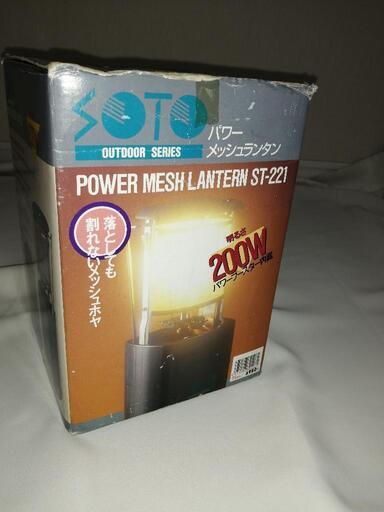 SOTO
OUTDOOR SERIES
パワー
メッシュランタン
POWER MESH LANTERN ST-221
落としても
割れないメッシュホヤ
明るさ
200W
パワーブースター内蔵